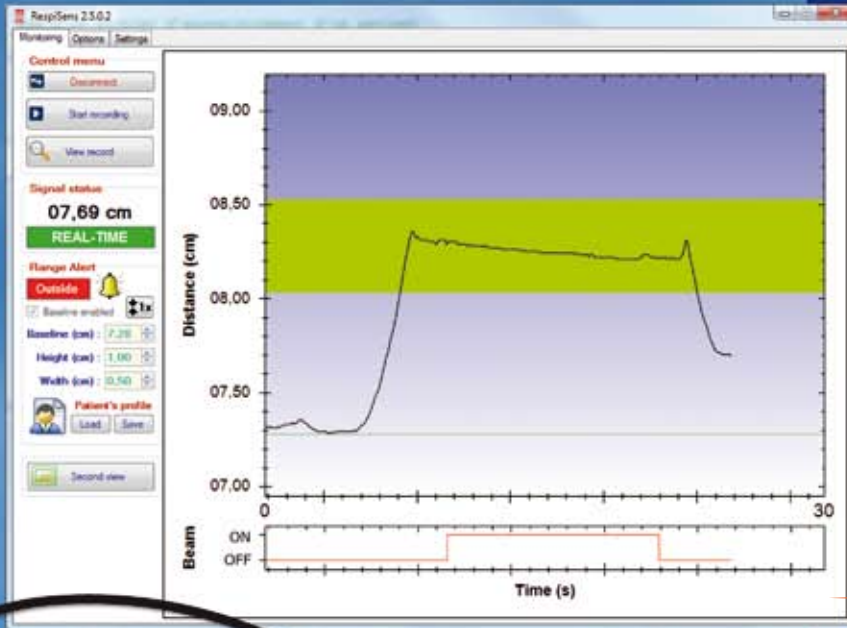 RespiSens 2.5.0.2
Monitoring Options Settings
Control menu
Disconnect
Start recording
View record
Signal status
07,69 cm
REAL-TIME
Range Alert
Outside
1x
Baseline enabled
Baseline (cm) : 7.28
Height (cm) : 1,00
Width (cm) : 0,50
Patient's profile
Load Save
Second view
Distance (cm)
09.00
08,50
08.00
07.50
07.00
0 30
Beam
ON
OFF
Time (s)